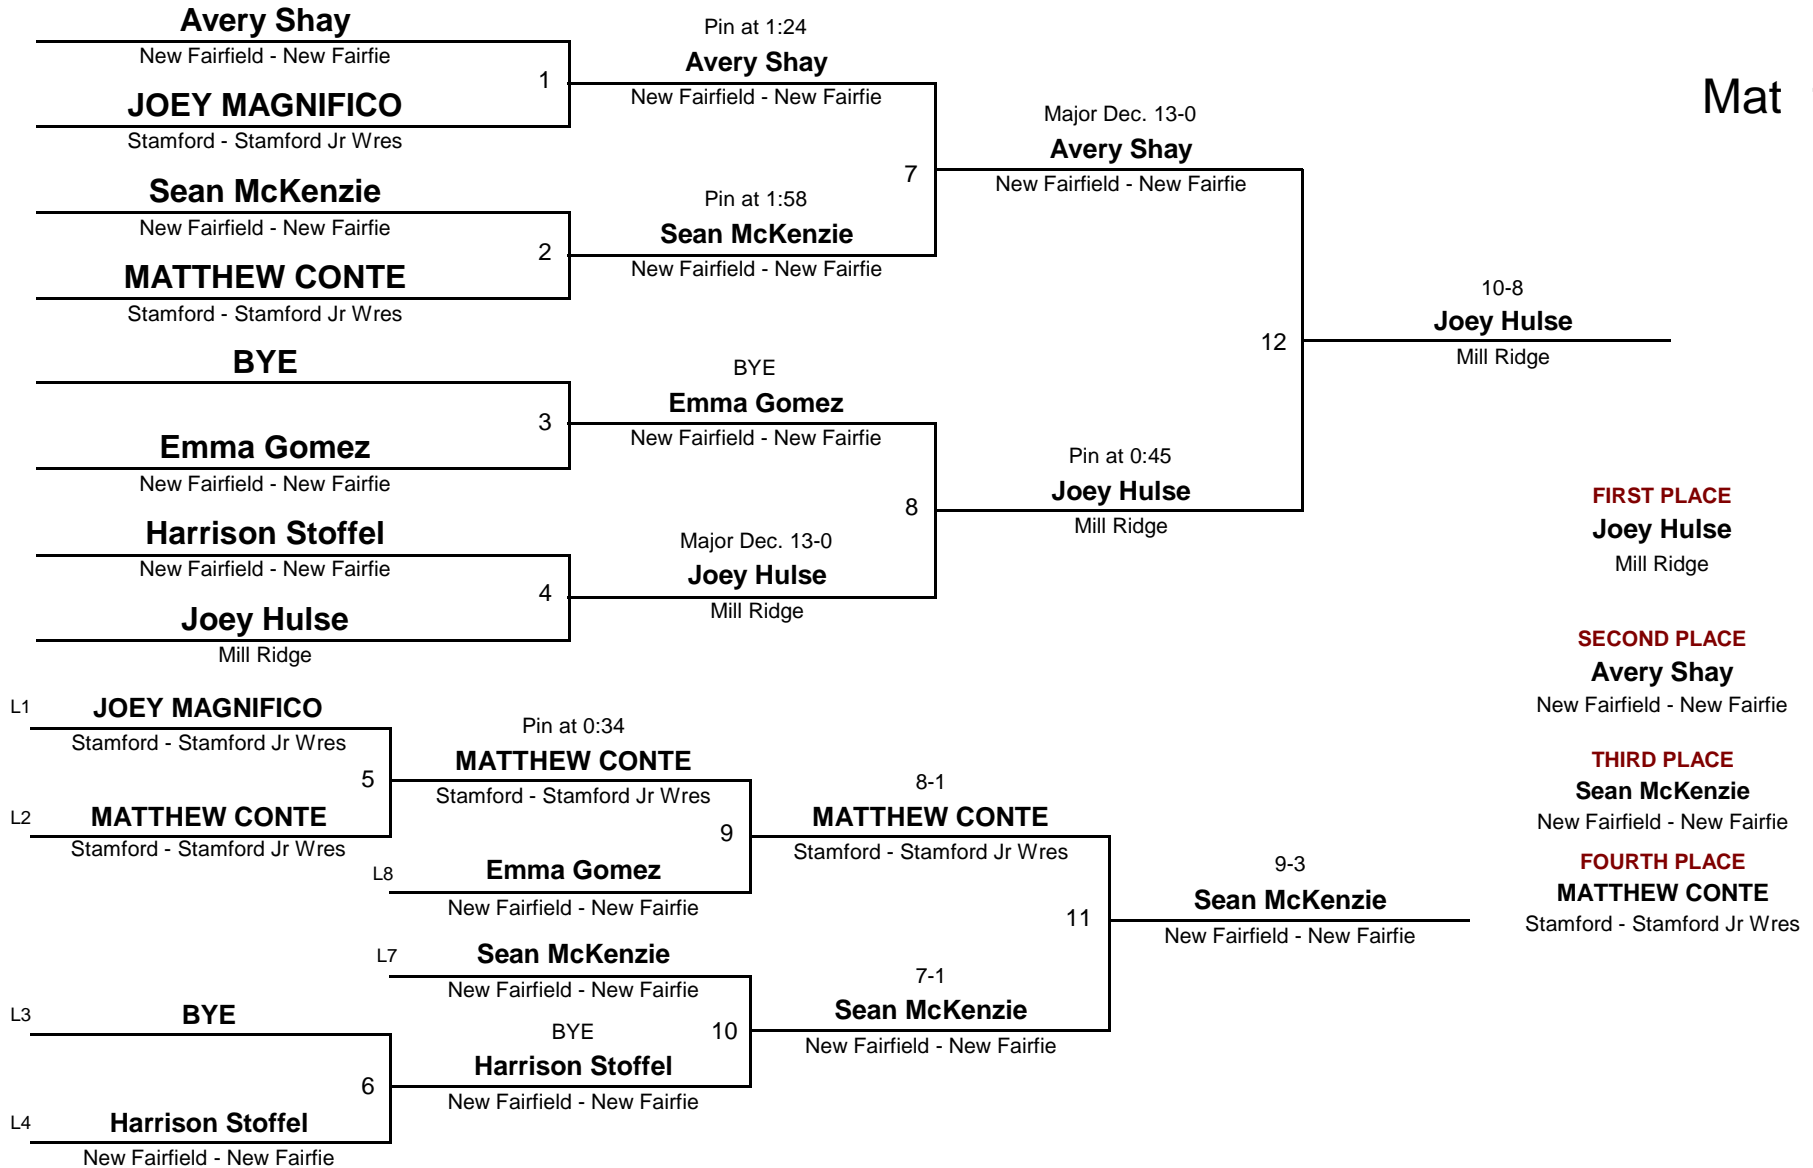 Avery Shay
New Fairfield - New Fairfie
1
JOEY MAGNIFICO
Stamford - Stamford Jr Wres
Pin at 1:24
Avery Shay
New Fairfield - New Fairfie
Mat
Sean McKenzie
New Fairfield - New Fairfie
2
MATTHEW CONTE
Stamford - Stamford Jr Wres
Pin at 1:58
Sean McKenzie
New Fairfield - New Fairfie
7
Major Dec. 13-0
Avery Shay
New Fairfield - New Fairfie
BYE
3
Emma Gomez
New Fairfield - New Fairfie
BYE
Emma Gomez
New Fairfield - New Fairfie
12
10-8
Joey Hulse
Mill Ridge
Harrison Stoffel
New Fairfield - New Fairfie
4
Joey Hulse
Mill Ridge
Major Dec. 13-0
Joey Hulse
Mill Ridge
8
Pin at 0:45
Joey Hulse
Mill Ridge
FIRST PLACE
Joey Hulse
Mill Ridge
SECOND PLACE
Avery Shay
New Fairfield - New Fairfie
THIRD PLACE
Sean McKenzie
New Fairfield - New Fairfie
FOURTH PLACE
MATTHEW CONTE
Stamford - Stamford Jr Wres
L1
JOEY MAGNIFICO
Stamford - Stamford Jr Wres
5
L2
MATTHEW CONTE
Stamford - Stamford Jr Wres
Pin at 0:34
MATTHEW CONTE
Stamford - Stamford Jr Wres
9
L8
Emma Gomez
New Fairfield - New Fairfie
8-1
MATTHEW CONTE
Stamford - Stamford Jr Wres
11
9-3
Sean McKenzie
New Fairfield - New Fairfie
L7
Sean McKenzie
New Fairfield - New Fairfie
10
BYE
Harrison Stoffel
New Fairfield - New Fairfie
7-1
Sean McKenzie
New Fairfield - New Fairfie
L3
BYE
6
L4
Harrison Stoffel
New Fairfield - New Fairfie